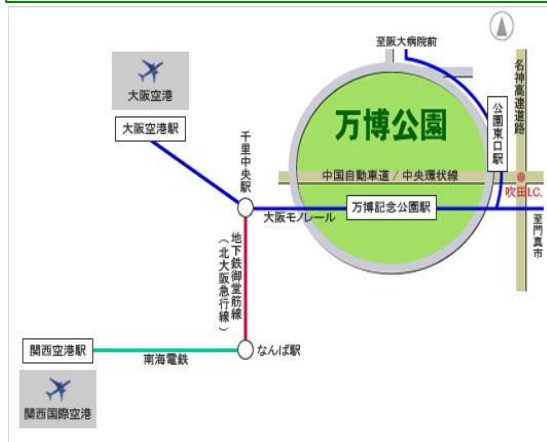 至阪大病院前
名神高速道路
大阪空港
大阪空港駅
万博公園
公園東口駅
千里中央駅
中国自動車道 / 中央環状線
吹田I.C.
大阪モノレール
万博記念公園駅
至門真市
地下鉄御堂筋線
(北大阪急行線)
関西空港駅
なんば駅
南海電鉄
関西国際空港